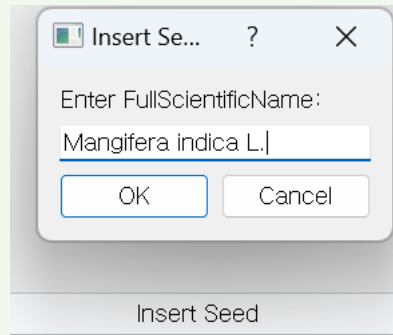 Insert Se... ?
Enter FullScientificName:
Mangifera indica L.
OK Cancel
Insert Seed